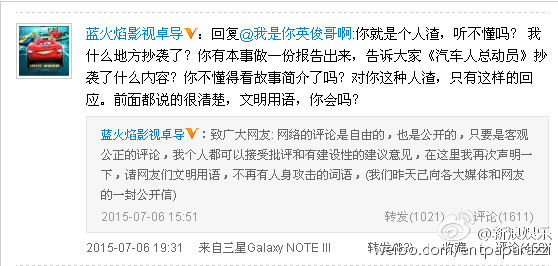 蓝火焰影视卓导：回复@我是你英俊哥啊:你就是个人渣，听不懂吗？ 我
什么地方抄袭了？你有本事做一份报告出来，告诉大家《汽车人总动员》抄
袭了什么内容？你不懂得看故事简介了吗？对你这种人渣，只有这样的回
应。前面都说的很清楚，文明用语，你会吗？
蓝火焰影视卓导：致广大网友: 网络的评论是自由的，也是公开的，只要是客观
公正的评论，我个人都可以接受批评和有建设性的建议意见，在这里我再次声明一
下，请网友们文明用语，不再有人身攻击的词语，(我们昨天己向各大媒体和网友
的一封公开信)
2015-07-06 15:51 转发(1021) 评论(1611)
2015-07-06 19:31 来自三星Galaxy NOTE III 转发 收藏 评论
@新浪娱乐
weibo.com/entpaparazzi